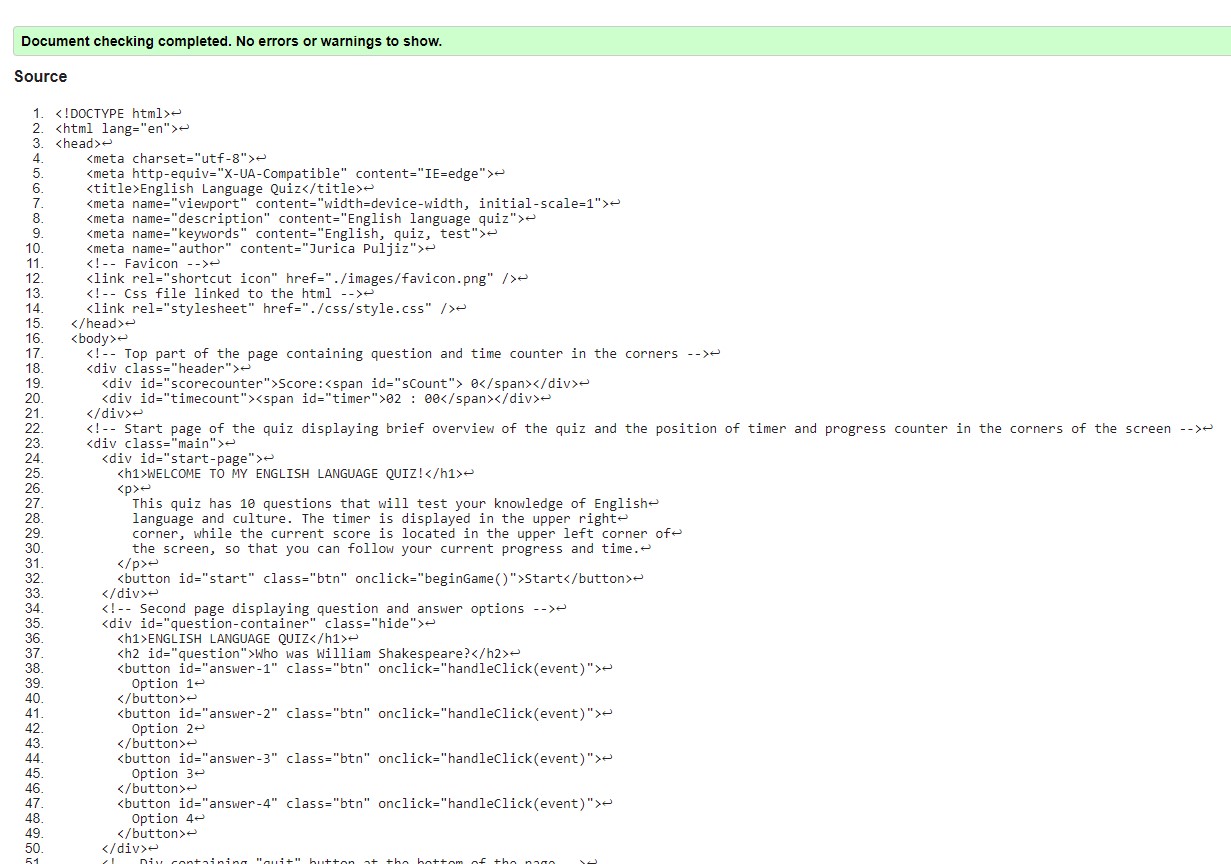 Document checking completed. No errors or warnings to show.
Source
1. <!DOCTYPE html>↩
2. <html lang="en">↩
3. <head>↩
4.     <meta charset="utf-8">↩
5.     <meta http-equiv="X-UA-Compatible" content="IE=edge">↩
6.     <title>English Language Quiz</title>↩
7.     <meta name="viewport" content="width=device-width, initial-scale=1">↩
8.     <meta name="description" content="English language quiz">↩
9.     <meta name="keywords" content="English, quiz, test">↩
10.     <meta name="author" content="Jurica Puljiz">↩
11.     <!-- Favicon -->↩
12.     <link rel="shortcut icon" href="./images/favicon.png" />↩
13.     <!-- Css file linked to the html -->↩
14.     <link rel="stylesheet" href="./css/style.css" />↩
15.   </head>↩
16.   <body>↩
17.     <!-- Top part of the page containing question and time counter in the corners -->↩
18.     <div class="header">↩
19.       <div id="scorecounter">Score:<span id="sCount"> 0</span></div>↩
20.       <div id="timecount"><span id="timer">02 : 00</span></div>↩
21.     </div>↩
22.     <!-- Start page of the quiz displaying brief overview of the quiz and the position of timer and progress counter in the corners of the screen -->↩
23.     <div class="main">↩
24.       <div id="start-page">↩
25.         <h1>WELCOME TO MY ENGLISH LANGUAGE QUIZ!</h1>↩
26.         <p>↩
27.           This quiz has 10 questions that will test your knowledge of English↩
28.           language and culture. The timer is displayed in the upper right↩
29.           corner, while the current score is located in the upper left corner of↩
30.           the screen, so that you can follow your current progress and time.↩
31.         </p>↩
32.         <button id="start" class="btn" onclick="beginGame()">Start</button>↩
33.       </div>↩
34.       <!-- Second page displaying question and answer options -->↩
35.       <div id="question-container" class="hide">↩
36.         <h1>ENGLISH LANGUAGE QUIZ</h1>↩
37.         <h2 id="question">Who was William Shakespeare?</h2>↩
38.         <button id="answer-1" class="btn" onclick="handleClick(event)">↩
39.           Option 1↩
40.         </button>↩
41.         <button id="answer-2" class="btn" onclick="handleClick(event)">↩
42.           Option 2↩
43.         </button>↩
44.         <button id="answer-3" class="btn" onclick="handleClick(event)">↩
45.           Option 3↩
46.         </button>↩
47.         <button id="answer-4" class="btn" onclick="handleClick(event)">↩
48.           Option 4↩
49.         </button>↩
50.       </div>↩
51.       <!-- Div containing "quit" button at the bottom of the page -->↩